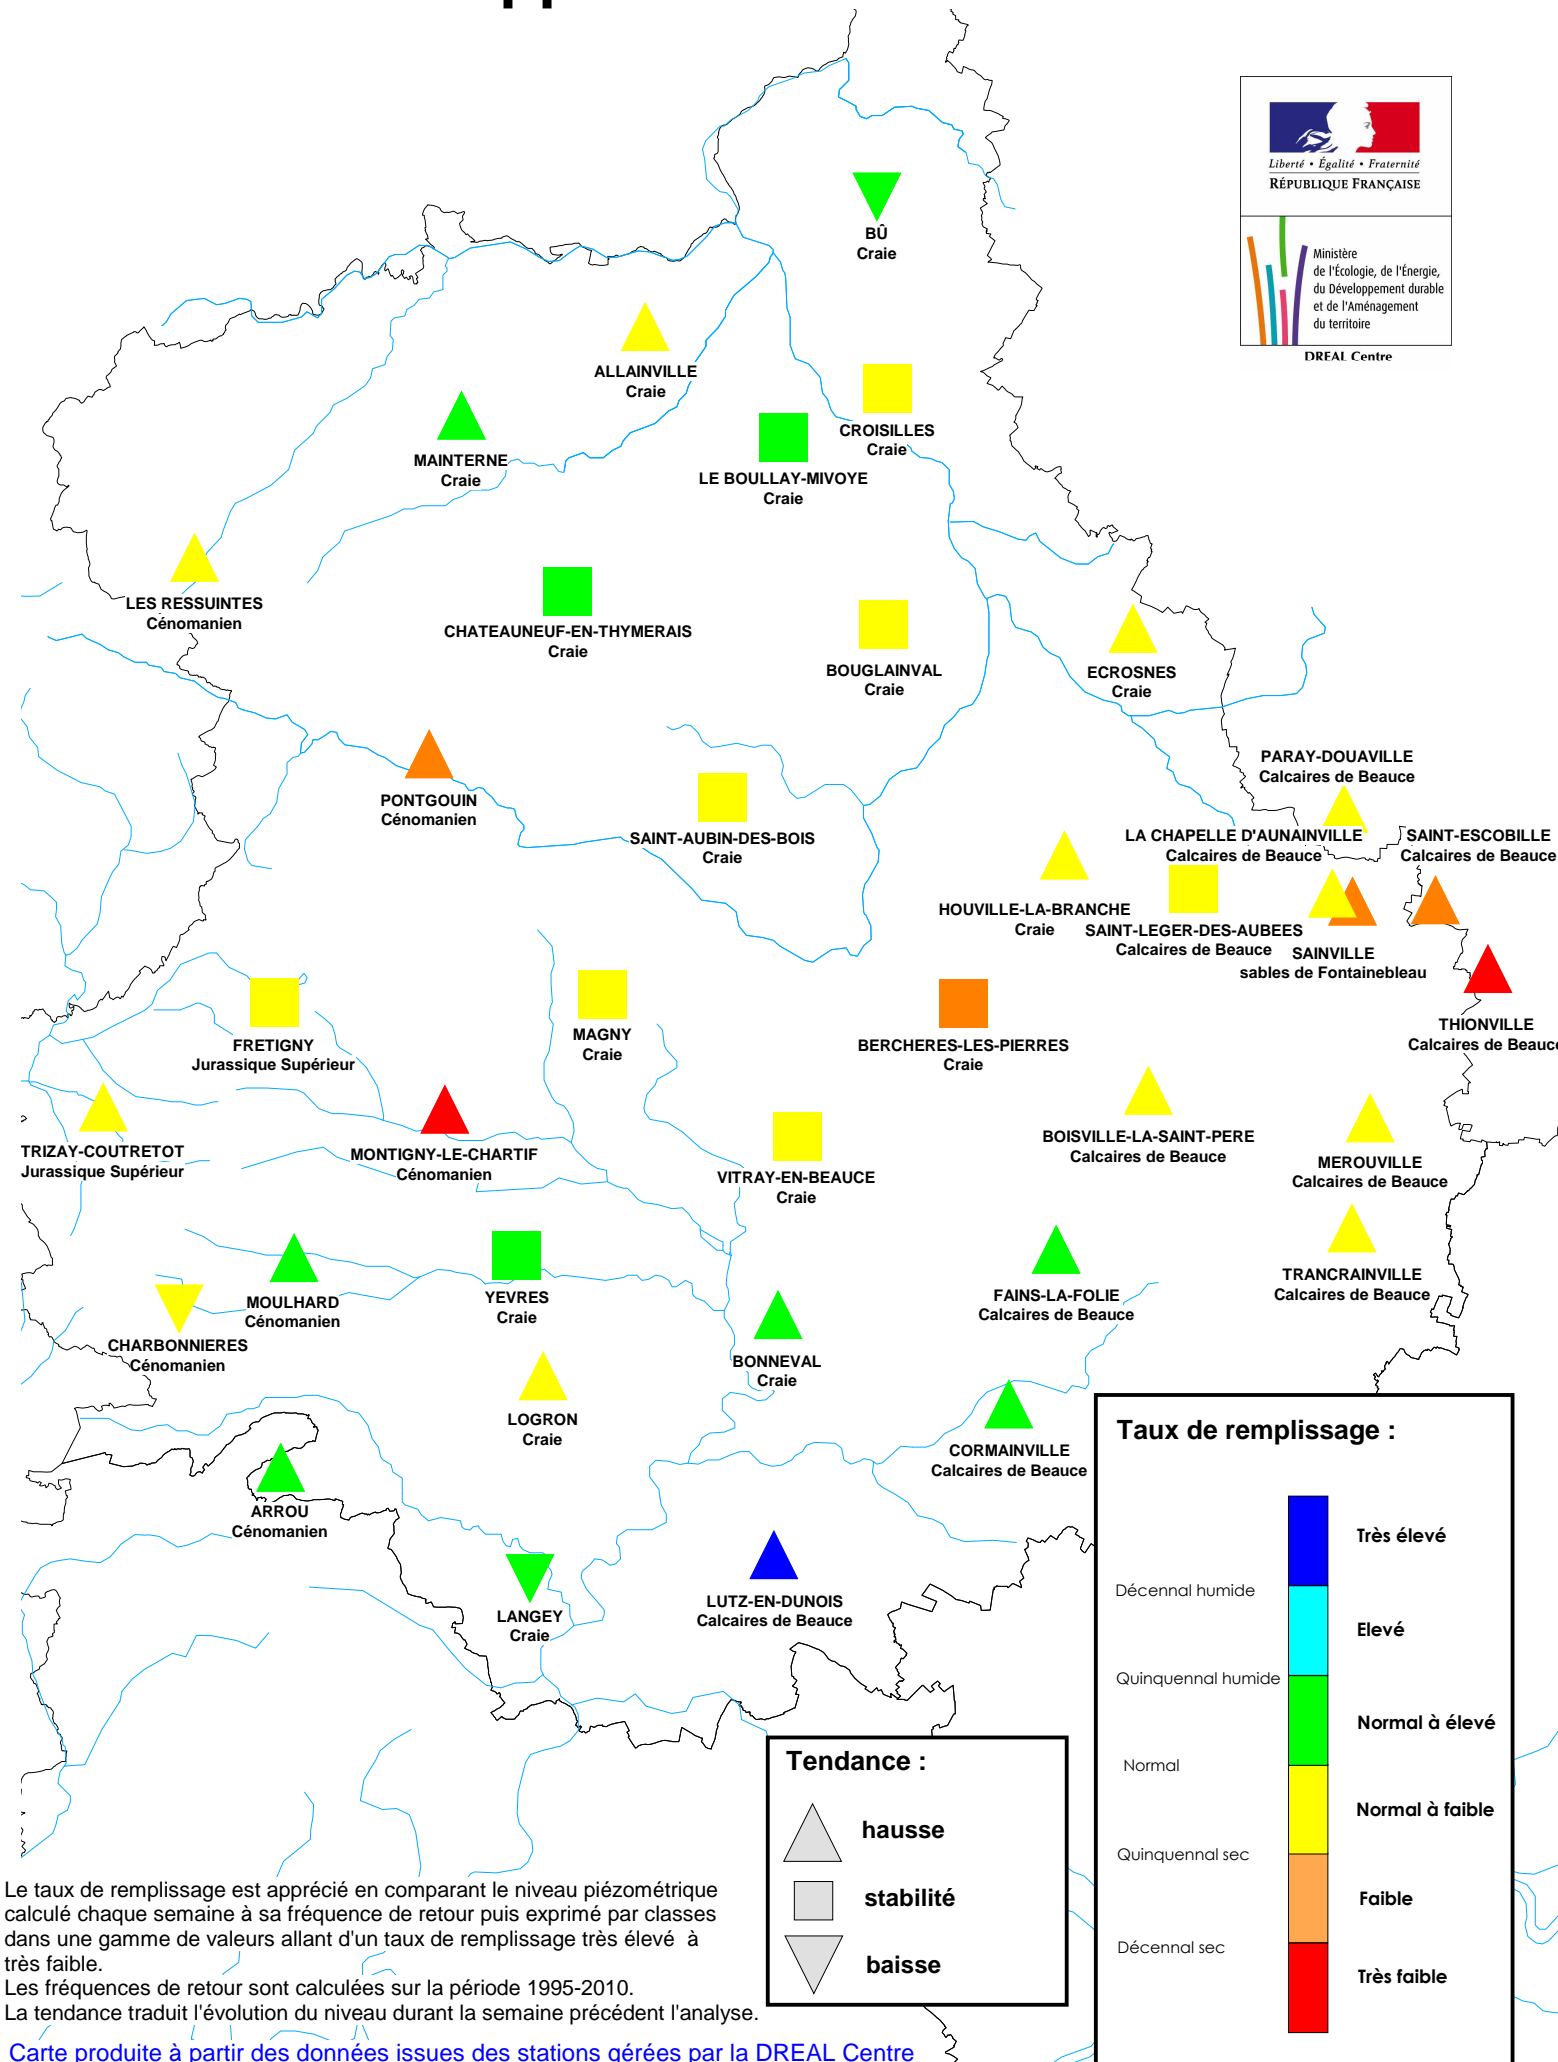 Liberté • Égalité • Fraternité
RÉPUBLIQUE FRANÇAISE
Ministère
de l'Écologie, de l'Énergie,
du Développement durable
et de l'Aménagement
du territoire
DREAL Centre
BÛ
Craie
ALLAINVILLE
Craie
CROISILLES
Craie
MAINTERNE
Craie
LE BOULLAY-MIVOYE
Craie
LES RESSUINTES
Cénomanien
CHATEAUNEUF-EN-THYMERAIS
Craie
BOUGLAINVAL
Craie
ECROSNES
Craie
PARAY-DOUAVILLE
Calcaires de Beauce
PONTGOUIN
Cénomanien
SAINT-AUBIN-DES-BOIS
Craie
LA CHAPELLE D'AUNAINVILLE
Calcaires de Beauce
SAINT-ESCOBILLE
Calcaires de Beauce
HOUVILLE-LA-BRANCHE
Craie
SAINT-LEGER-DES-AUBEES
Calcaires de Beauce
SAINVILLE
sables de Fontainebleau
FRETIGNY
Jurassique Supérieur
MAGNY
Craie
BERCHERES-LES-PIERRES
Craie
THIONVILLE
Calcaires de Beauce
TRIZAY-COUTRETOT
Jurassique Supérieur
MONTIGNY-LE-CHARTIF
Cénomanien
VITRAY-EN-BEAUCE
Craie
BOISVILLE-LA-SAINT-PERE
Calcaires de Beauce
MEROUVILLE
Calcaires de Beauce
MOULHARD
Cénomanien
YEVRES
Craie
FAINS-LA-FOLIE
Calcaires de Beauce
TRANCRAINVILLE
Calcaires de Beauce
CHARBONNIERES
Cénomanien
BONNEVAL
Craie
LOGRON
Craie
CORMAINVILLE
Calcaires de Beauce
ARROU
Cénomanien
LANGEY
Craie
LUTZ-EN-DUNOIS
Calcaires de Beauce
Taux de remplissage :
Très élevé
Décennal humide
Elevé
Quinquennal humide
Normal à élevé
Normal
Normal à faible
Quinquennal sec
Faible
Décennal sec
Très faible
Tendance :
hausse
stabilité
baisse
Le taux de remplissage est apprécié en comparant le niveau piézométrique
calculé chaque semaine à sa fréquence de retour puis exprimé par classes
dans une gamme de valeurs allant d'un taux de remplissage très élevé à
très faible.
Les fréquences de retour sont calculées sur la période 1995-2010.
La tendance traduit l'évolution du niveau durant la semaine précédent l'analyse.
Carte produite à partir des données issues des stations gérées par la DREAL Centre